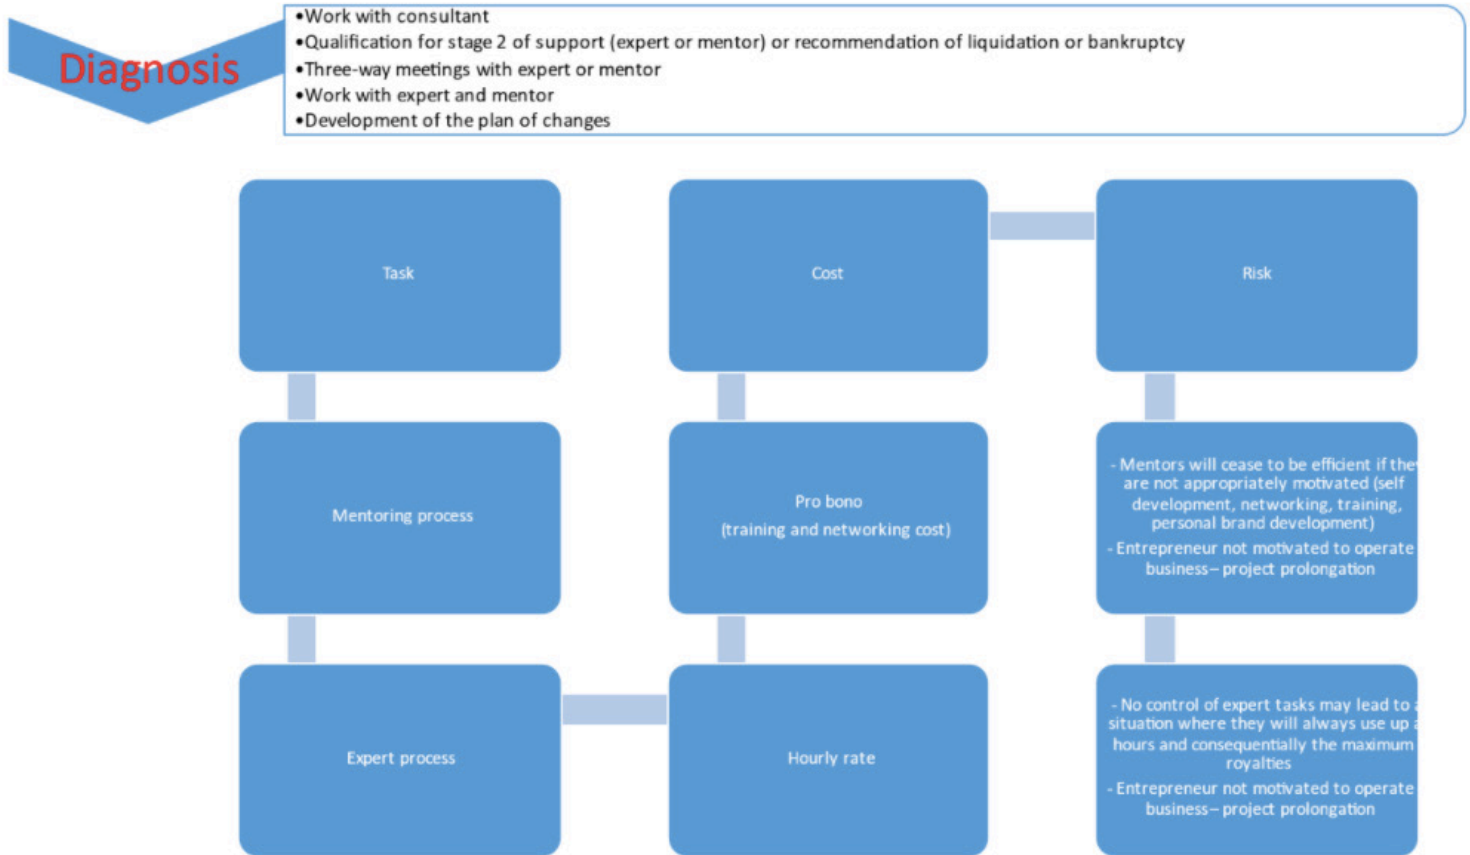 Diagnosis
•Work with consultant
•Qualification for stage 2 of support (expert or mentor) or recommendation of liquidation or bankruptcy
•Three-way meetings with expert or mentor
•Work with expert and mentor
•Development of the plan of changes
Task
Cost
Risk
Mentoring process
Pro bono
(training and networking cost)
- Mentors will cease to be efficient if they
are not appropriately motivated (self
development, networking, training,
personal brand development)
- Entrepreneur not motivated to operate
business– project prolongation
Expert process
Hourly rate
- No control of expert tasks may lead to a
situation where they will always use up
hours and consequentially the maximum
royalties
- Entrepreneur not motivated to operate
business– project prolongation